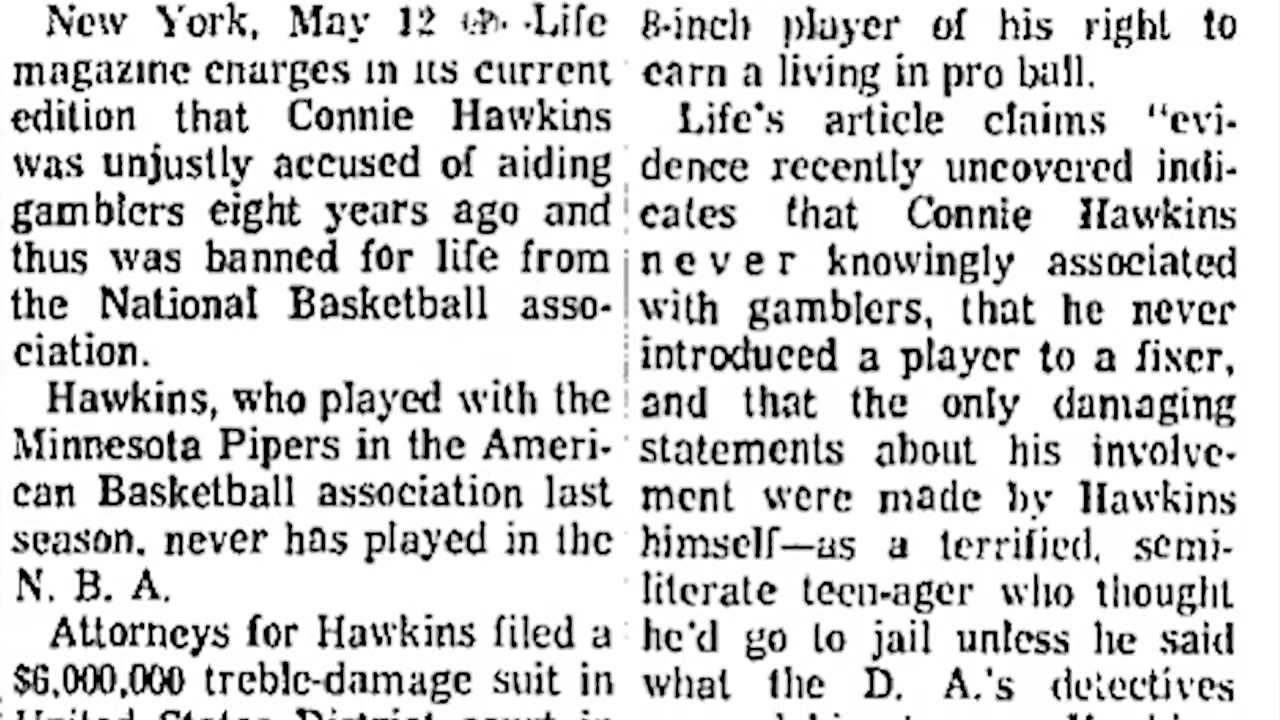 New York, May 12 (AP) -Life
magazine charges in its current
edition that Connie Hawkins
was unjustly accused of aiding
gamblers eight years ago and
thus was banned for life from
the National Basketball asso-
ciation.
Hawkins, who played with the
Minnesota Pipers in the Ameri-
can Basketball association last
season, never has played in the
N. B. A.
Attorneys for Hawkins filed a
$6,000,000 treble-damage suit in
United States District court in
8-inch player of his right to
earn a living in pro ball.
Life's article claims "evi-
dence recently uncovered indi-
cates that Connie Hawkins
never knowingly associated
with gamblers, that he never
introduced a player to a fixer,
and that the only damaging
statements about his involve-
ment were made by Hawkins
himself—as a terrified, semi-
literate teen-ager who thought
he'd go to jail unless he said
what the D. A.'s detectives